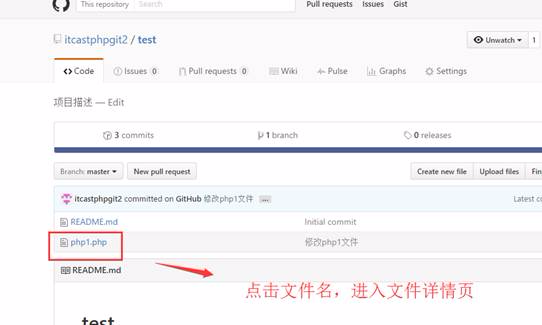 This repository Search Pull requests Issues Gist
itcastphpgit2 / test Unwatch 1
Code Issues 0 Pull requests 0 Wiki Pulse Graphs Settings
项目描述 — Edit
3 commits 1 branch 0 releases
Branch: master New pull request Create new file Upload files Fin
itcastphpgit2 committed on GitHub 修改php1文件 ... Latest c
README.md Initial commit
php1.php 修改php1文件
README.md
点击文件名，进入文件详情页
test